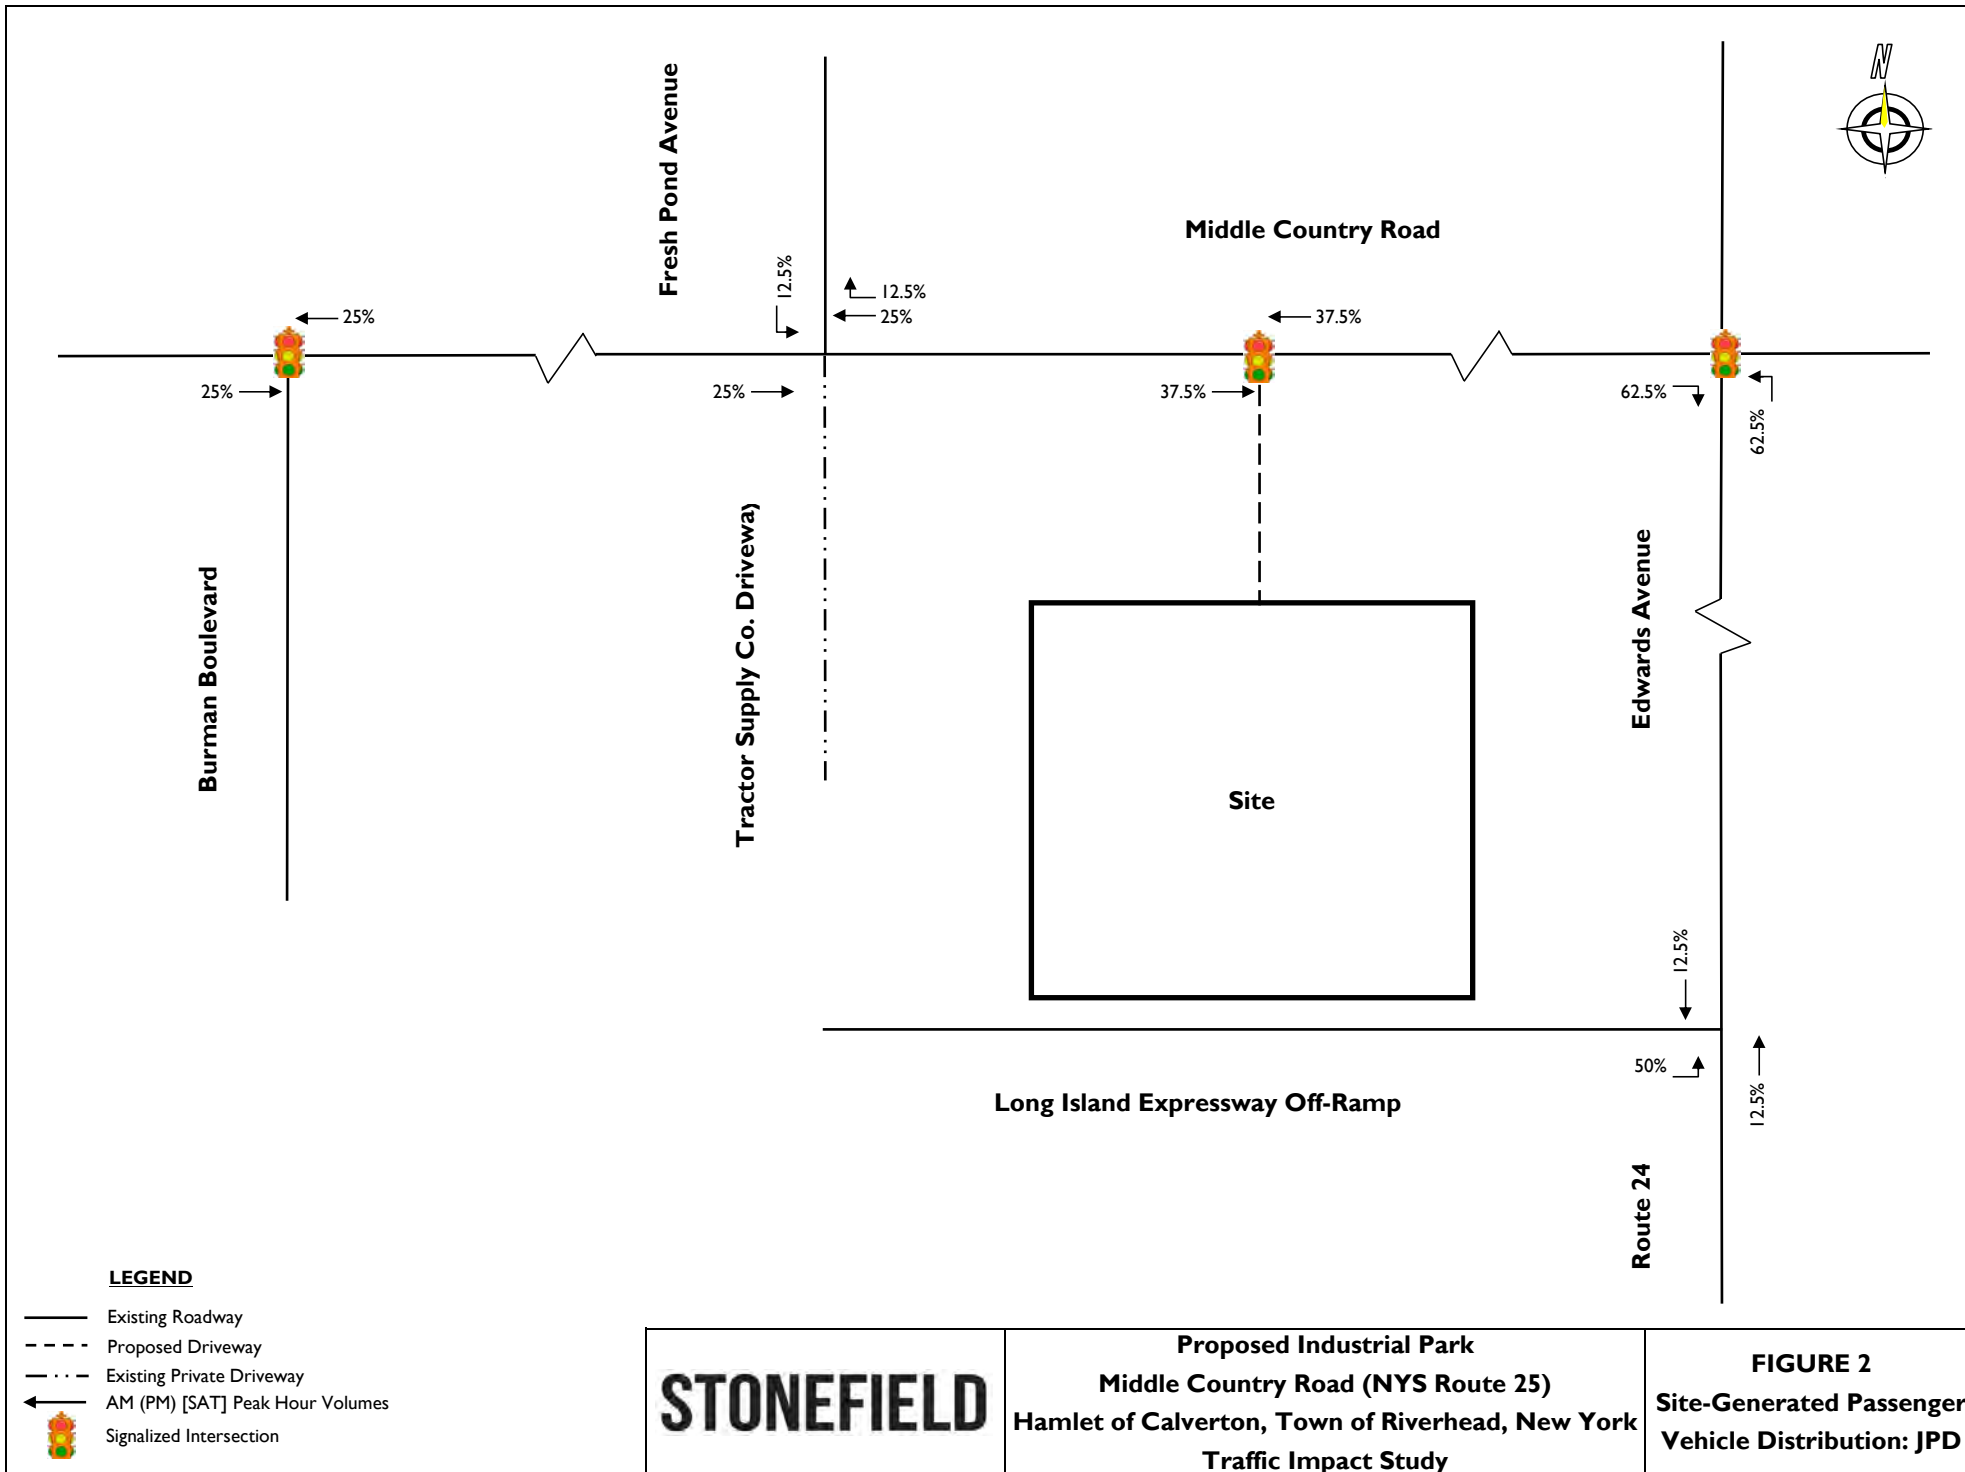 N
Fresh Pond Avenue
Middle Country Road
12.5%
12.5%
25%
25%
37.5%
25%
25%
37.5%
62.5%
62.5%
Burman Boulevard
Tractor Supply Co. Driveway
Edwards Avenue
Site
12.5%
50%
12.5%
Long Island Expressway Off-Ramp
Route 24
LEGEND
Existing Roadway
Proposed Driveway
Existing Private Driveway
AM (PM) [SAT] Peak Hour Volumes
Signalized Intersection
STONEFIELD
Proposed Industrial Park
Middle Country Road (NYS Route 25)
Hamlet of Calverton, Town of Riverhead, New York
Traffic Impact Study
FIGURE 2
Site-Generated Passenger
Vehicle Distribution: JPD